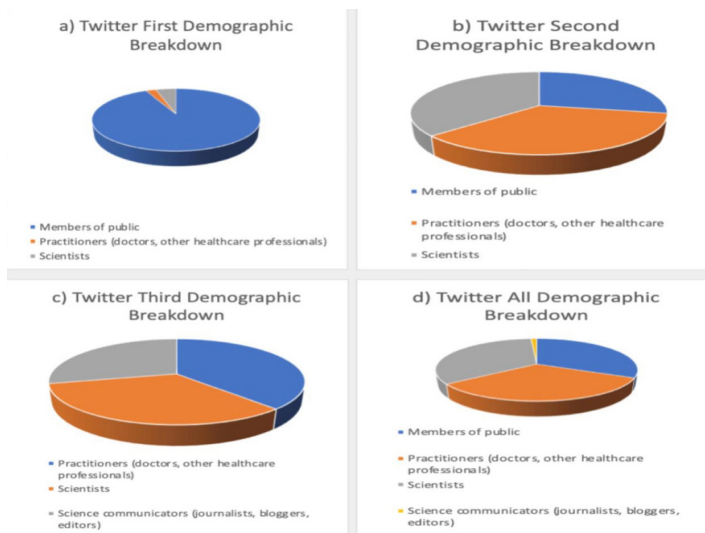 a) Twitter First Demographic
Breakdown
Members of public
Practitioners (doctors, other healthcare professionals)
Scientists
b) Twitter Second
Demographic Breakdown
Members of public
Practitioners (doctors, other healthcare
professionals)
Scientists
c) Twitter Third Demographic
Breakdown
Practitioners (doctors, other healthcare
professionals)
Scientists
Science communicators (journalists, bloggers,
editors)
d) Twitter All Demographic
Breakdown
Members of public
Practitioners (doctors, other healthcare
professionals)
Scientists
Science communicators (journalists, bloggers,
editors)